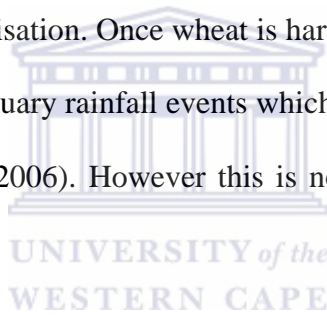 isation. Once wheat is har
uary rainfall events which
2006). However this is no
UNIVERSITY of the
WESTERN CAPE